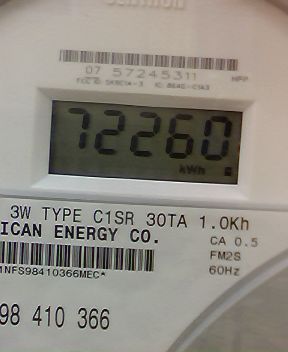 07 57245311
72260
kWh
3W TYPE C1SR 30TA 1.0Kh
ICAN ENERGY CO.
CA 0.5
FM2S
60Hz
1NFS98410366MEC*
98 410 366